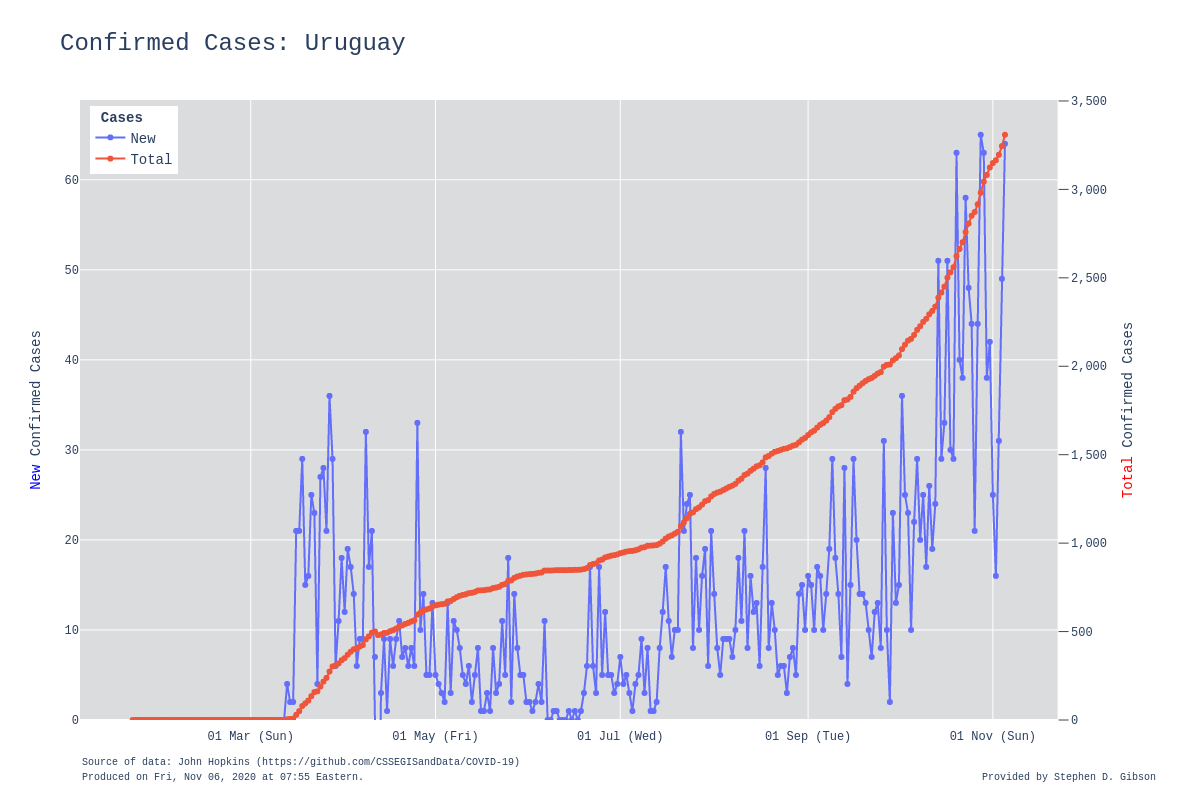 Confirmed Cases: Uruguay
Cases
New
Total
New Confirmed Cases
60
50
40
30
20
10
0
3,500
3,000
2,500
2,000
1,500
1,000
500
0
Total Confirmed Cases
01 Mar (Sun)
01 May (Fri)
01 Jul (Wed)
01 Sep (Tue)
01 Nov (Sun)
Source of data: John Hopkins (https://github.com/CSSEGISandData/COVID-19)
Produced on Fri, Nov 06, 2020 at 07:55 Eastern.
Provided by Stephen D. Gibson